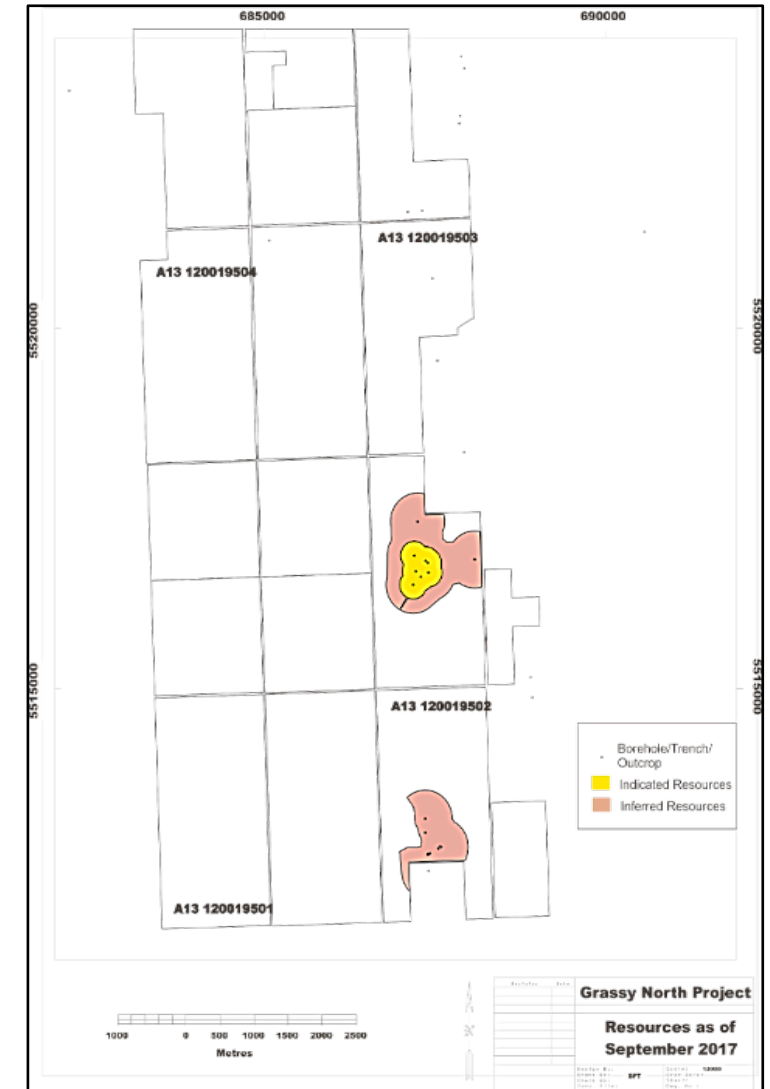 685000
690000
A13 120019503
A13 120019504
5520000
5520000
5515000
5515000
A13 120019502
Borehole/Trench/
Outcrop
Indicated Resources
Inferred Resources
A13 120019501
1000
0
500
1000
1500
2000
2500
Metres
Grassy North Project
Resources as of
September 2017